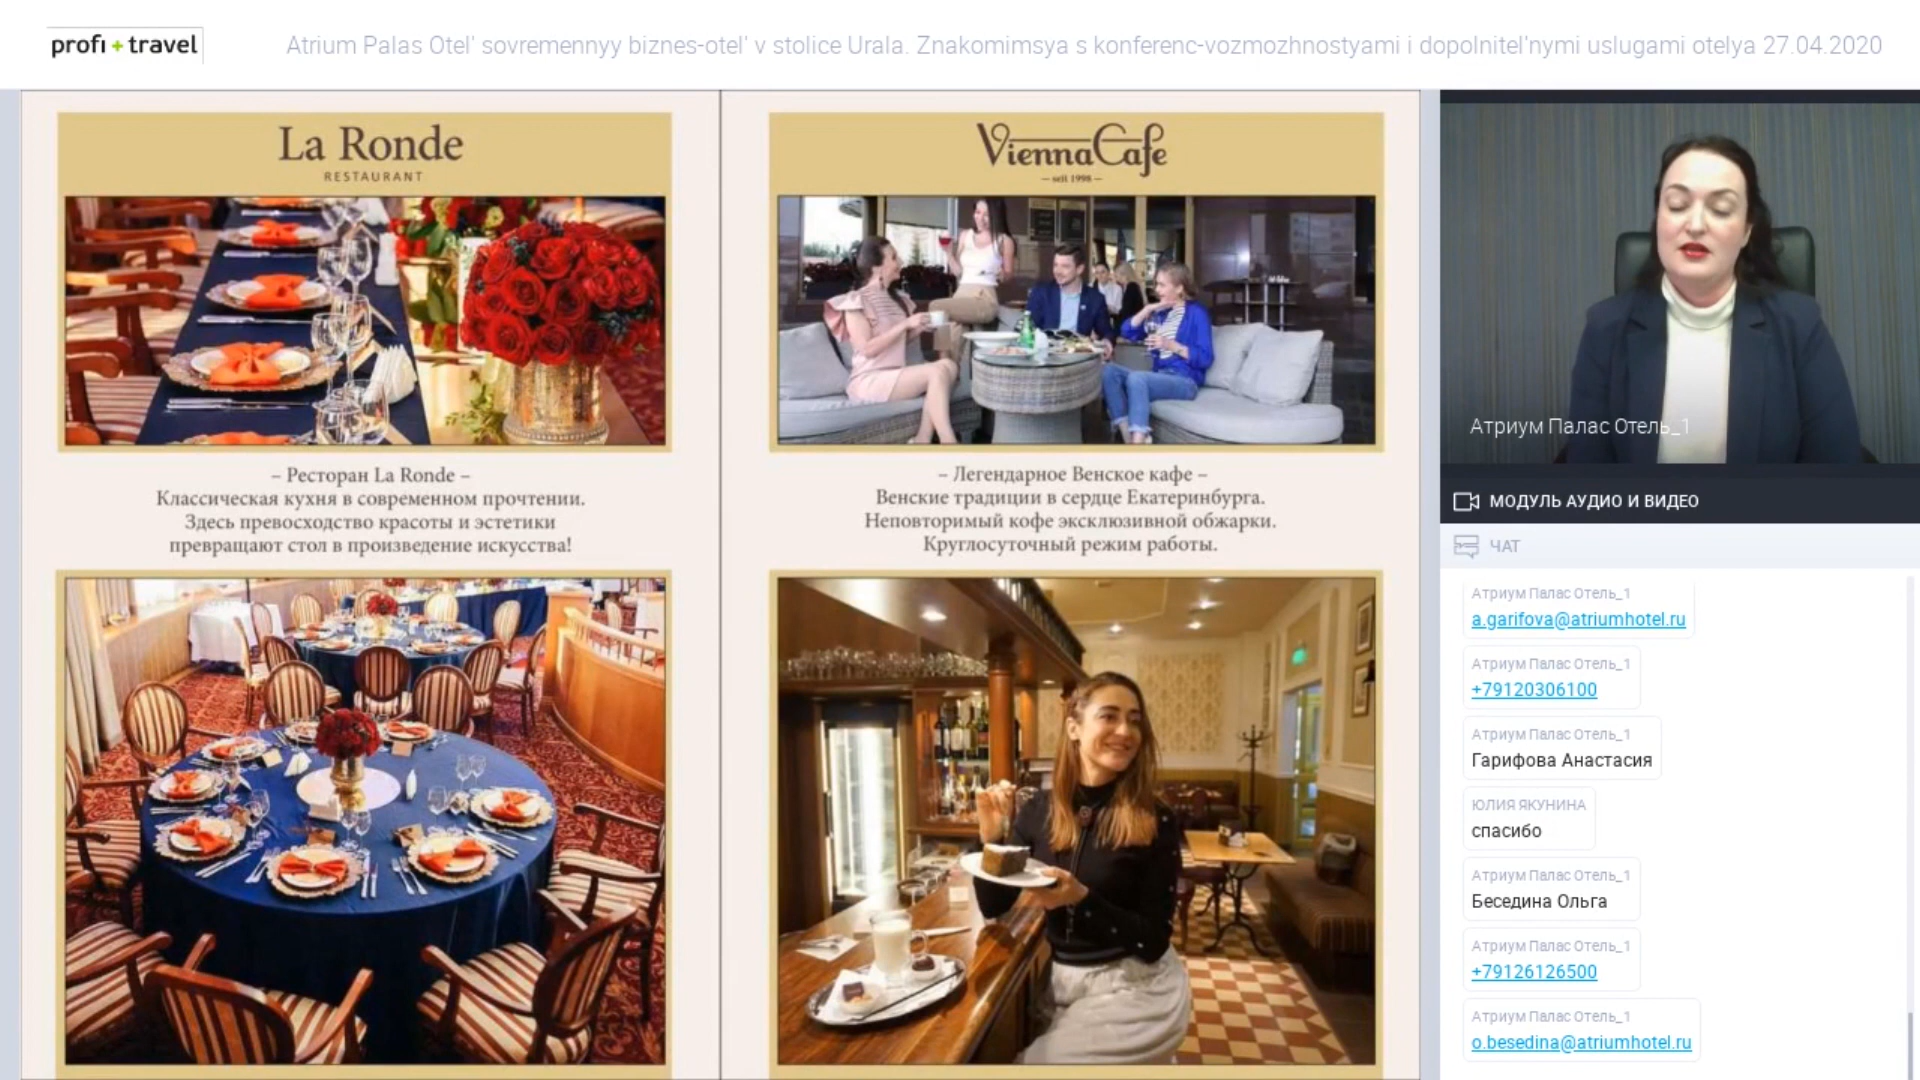 profi + travel
Atrium Palas Otel' sovremennyy biznes-otel' v stolice Urala. Znakomimsya s konferenc-vozmozhnostyami i dopolnitel'nymi uslugami otelya 27.04.2020
La Ronde
RESTAURANT
– Ресторан La Ronde –
Классическая кухня в современном прочтении.
Здесь превосходство красоты и эстетики
превращают стол в произведение искусства!
ViennaCafe
— seit 1998 —
– Легендарное Венское кафе –
Венские традиции в сердце Екатеринбурга.
Неповторимый кофе эксклюзивной обжарки.
Круглосуточный режим работы.
Атриум Палас Отель_1
МОДУЛЬ АУДИО И ВИДЕО
ЧАТ
Атриум Палас Отель_1
a.garifova@atriumhotel.ru
Атриум Палас Отель_1
+79120306100
Атриум Палас Отель_1
Гарифова Анастасия
ЮЛИЯ ЯКУНИНА
спасибо
Атриум Палас Отель_1
Беседина Ольга
Атриум Палас Отель_1
+79126126500
Атриум Палас Отель_1
o.besedina@atriumhotel.ru